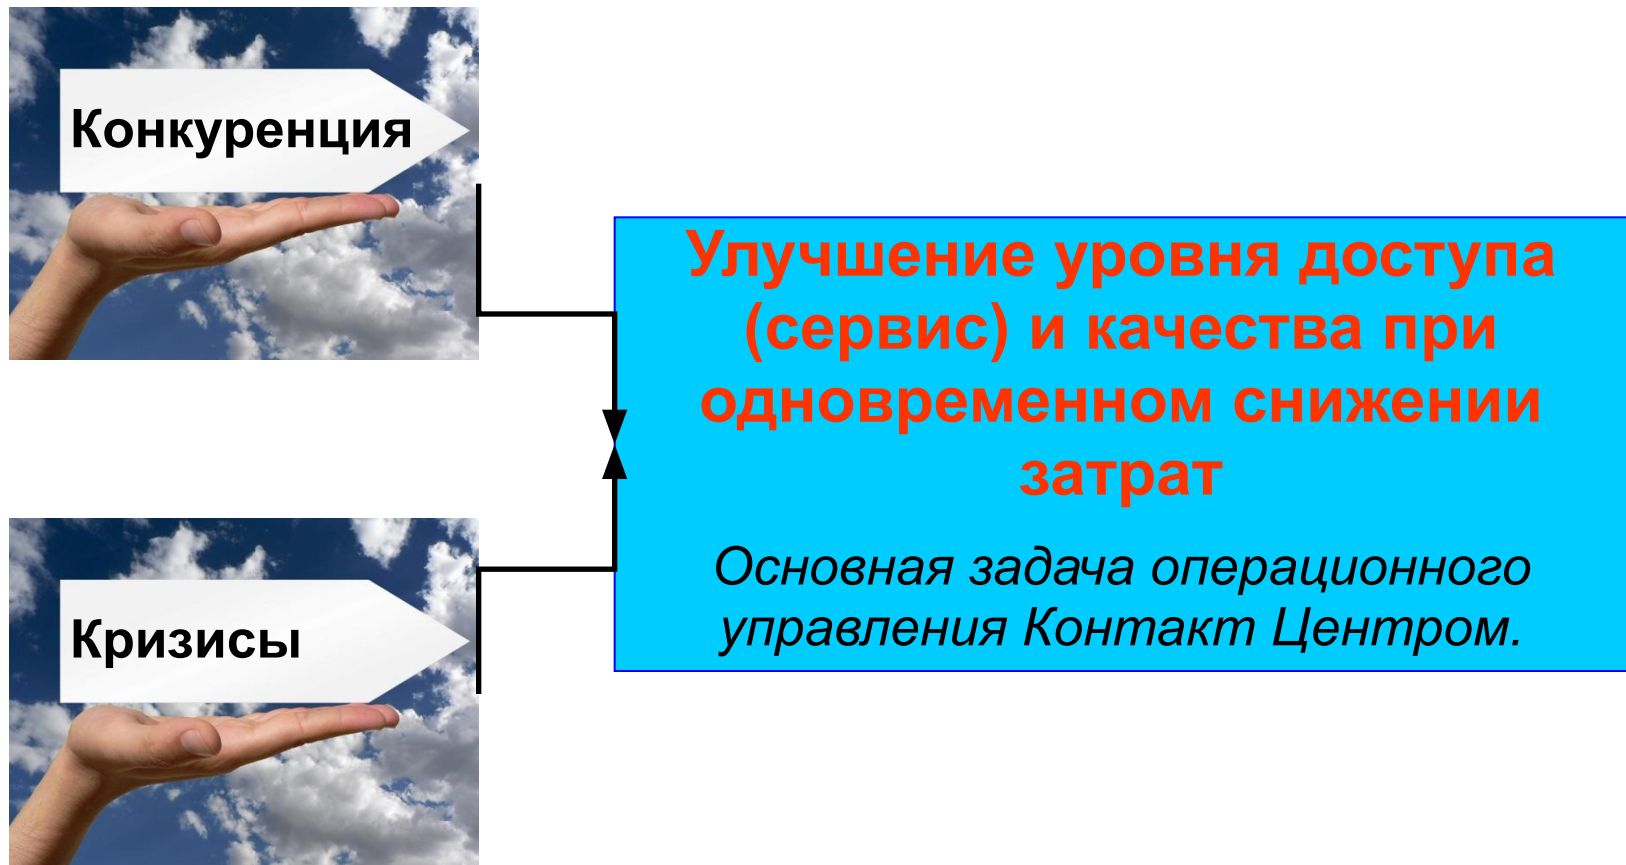 Конкуренция
Улучшение уровня доступа
(сервис) и качества при
одновременном снижении
затрат
Основная задача операционного
управления Контакт Центром.
Кризисы